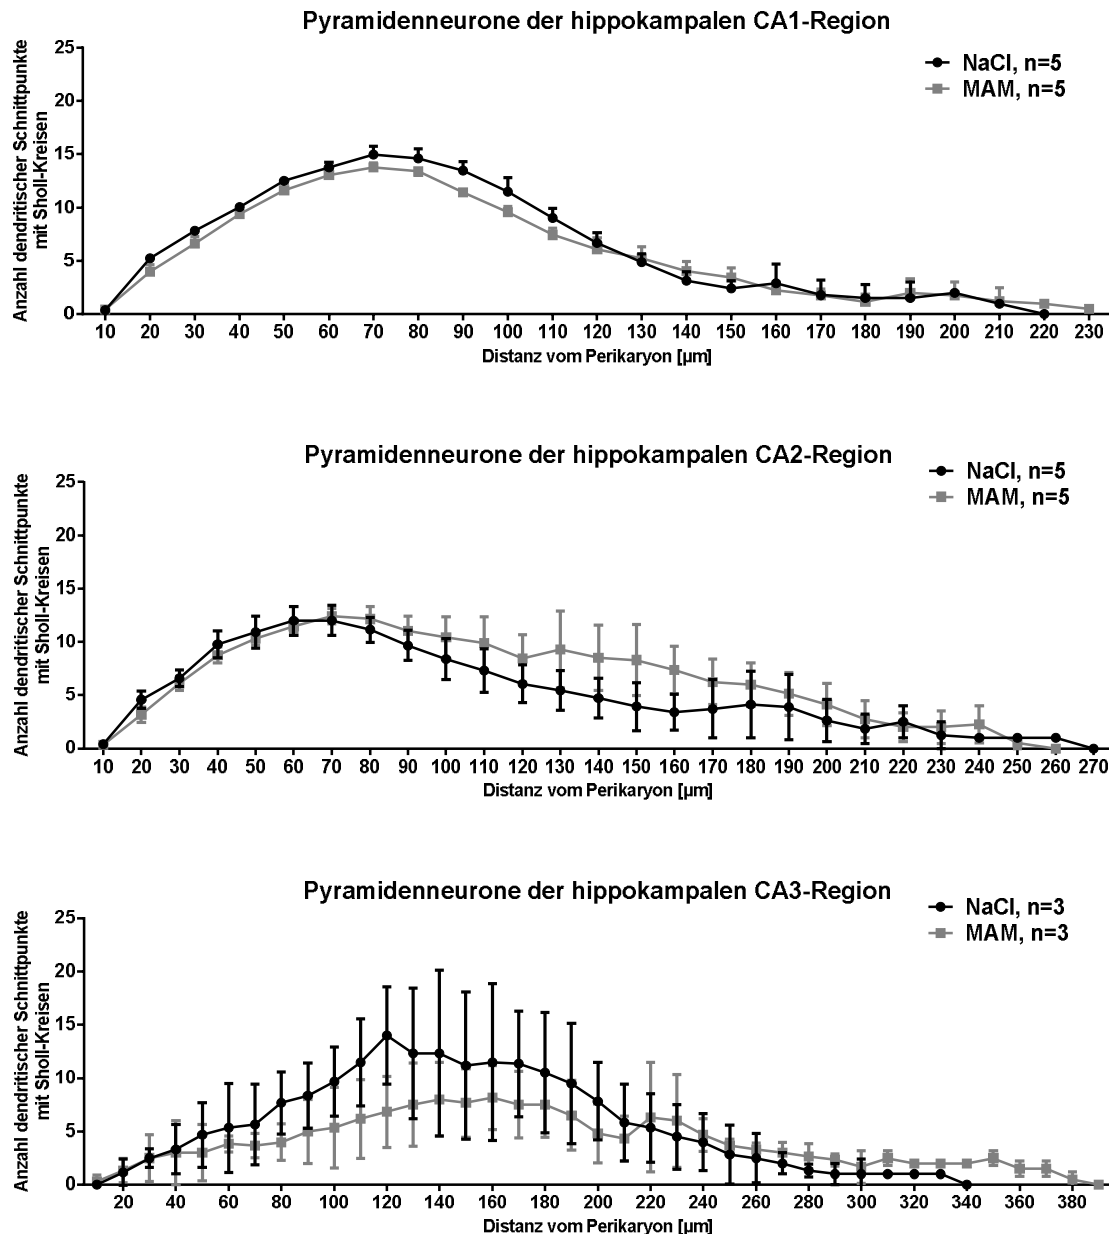 Pyramidenneurone der hippokampalen CA1-Region
NaCl, n=5
MAM, n=5
Anzahl dendritischer Schnittpunkte
mit Sholl-Kreisen
25
20
15
10
5
0
10 20 30 40 50 60 70 80 90 100 110 120 130 140 150 160 170 180 190 200 210 220 230
Distanz vom Perikaryon [µm]
Pyramidenneurone der hippokampalen CA2-Region
NaCl, n=5
MAM, n=5
Anzahl dendritischer Schnittpunkte
mit Sholl-Kreisen
25
20
15
10
5
0
10 20 30 40 50 60 70 80 90 100 110 120 130 140 150 160 170 180 190 200 210 220 230 240 250 260 270
Distanz vom Perikaryon [µm]
Pyramidenneurone der hippokampalen CA3-Region
NaCl, n=3
MAM, n=3
Anzahl dendritischer Schnittpunkte
mit Sholl-Kreisen
25
20
15
10
5
0
20 40 60 80 100 120 140 160 180 200 220 240 260 280 300 320 340 360 380
Distanz vom Perikaryon [µm]